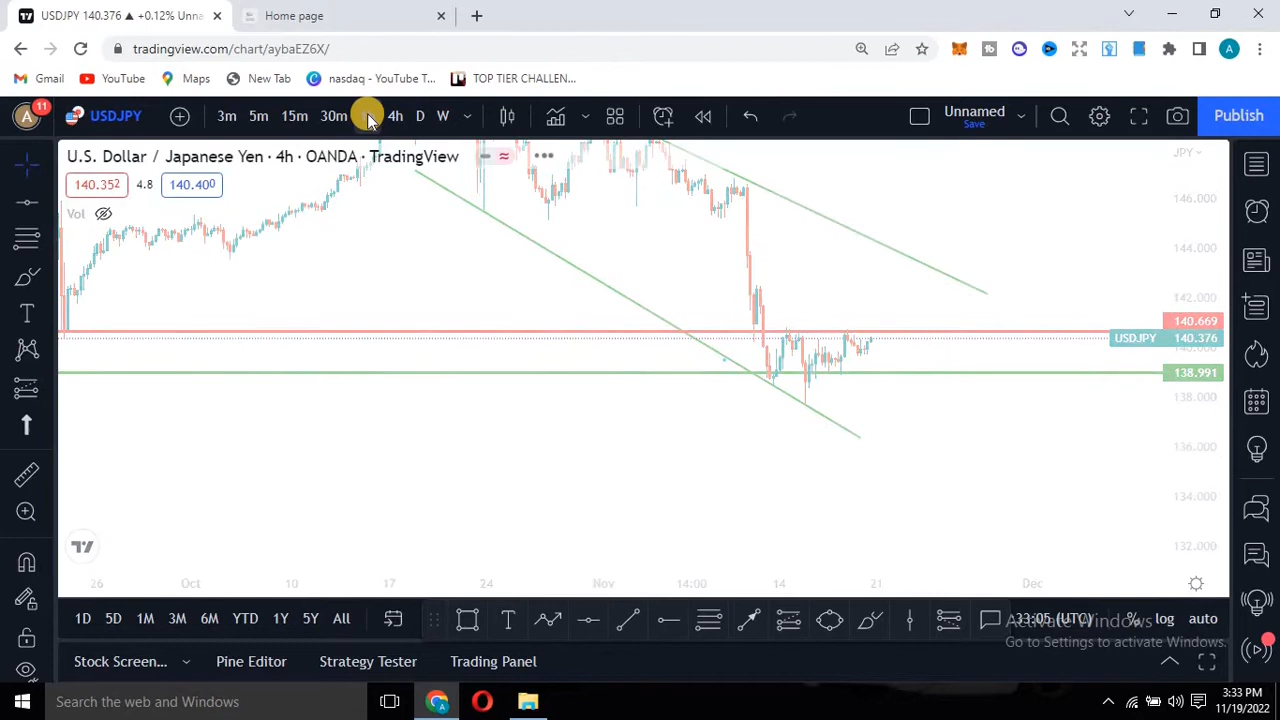 USDJPY 140.376 ▲ +0.12% Unna
Home page
tradingview.com/chart/aybaEZ6X/
Gmail
YouTube
Maps
New Tab
nasdaq - YouTube T...
TOP TIER CHALLEN...
A
11
USDJPY
3m
5m
15m
30m
4h
D
W
Unnamed
Save
Publish
U.S. Dollar / Japanese Yen · 4h · OANDA · TradingView
JPY
140.352
4.8
140.400
Vol
146.000
144.000
142.000
140.669
USDJPY 140.376
138.991
138.000
136.000
134.000
132.000
26
Oct
10
17
24
Nov
14:00
14
21
Dec
1D
5D
1M
3M
6M
YTD
1Y
5Y
All
33:05 (UTC)
%
log
auto
Activate Windows
Go to Settings to activate Windows.
Stock Screen...
Pine Editor
Strategy Tester
Trading Panel
Search the web and Windows
3:33 PM
11/19/2022